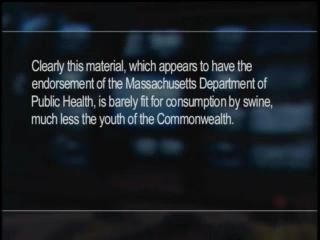 Clearly this material, which appears to have the
endorsement of the Massachusetts Department of
Public Health, is barely fit for consumption by swine,
much less the youth of the Commonwealth.